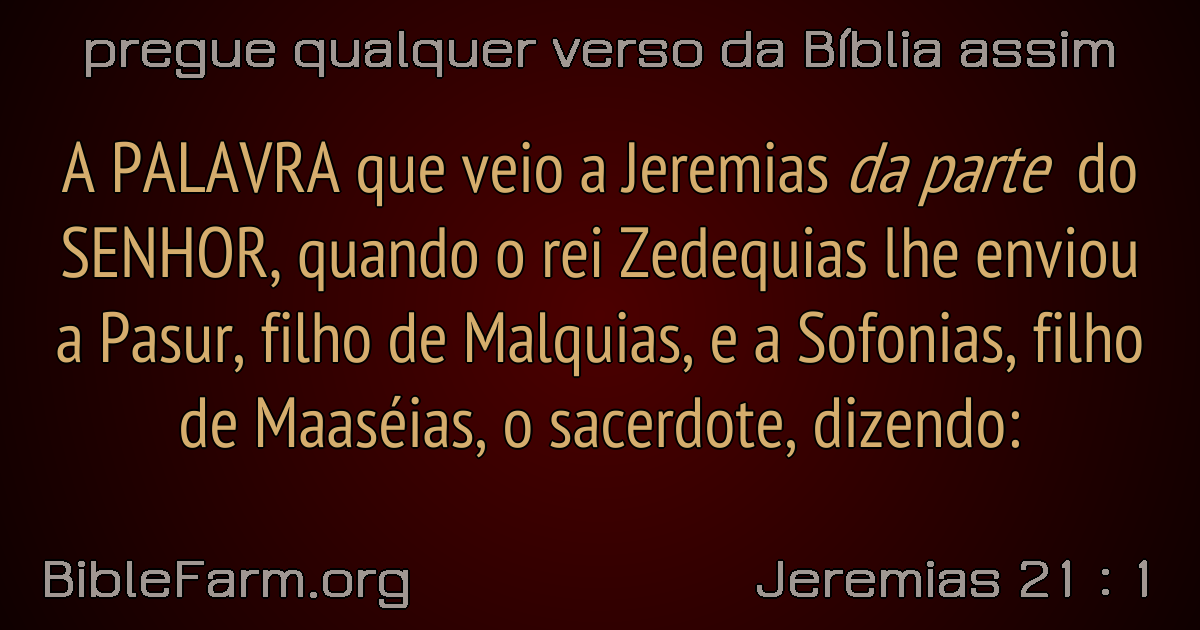 pregue qualquer verso da Bíblia assim
A PALAVRA que veio a Jeremias da parte do
SENHOR, quando o rei Zedequias lhe enviou
a Pasur, filho de Malquias, e a Sofonias, filho
de Maaséias, o sacerdote, dizendo:
BibleFarm.org
Jeremias 21 : 1